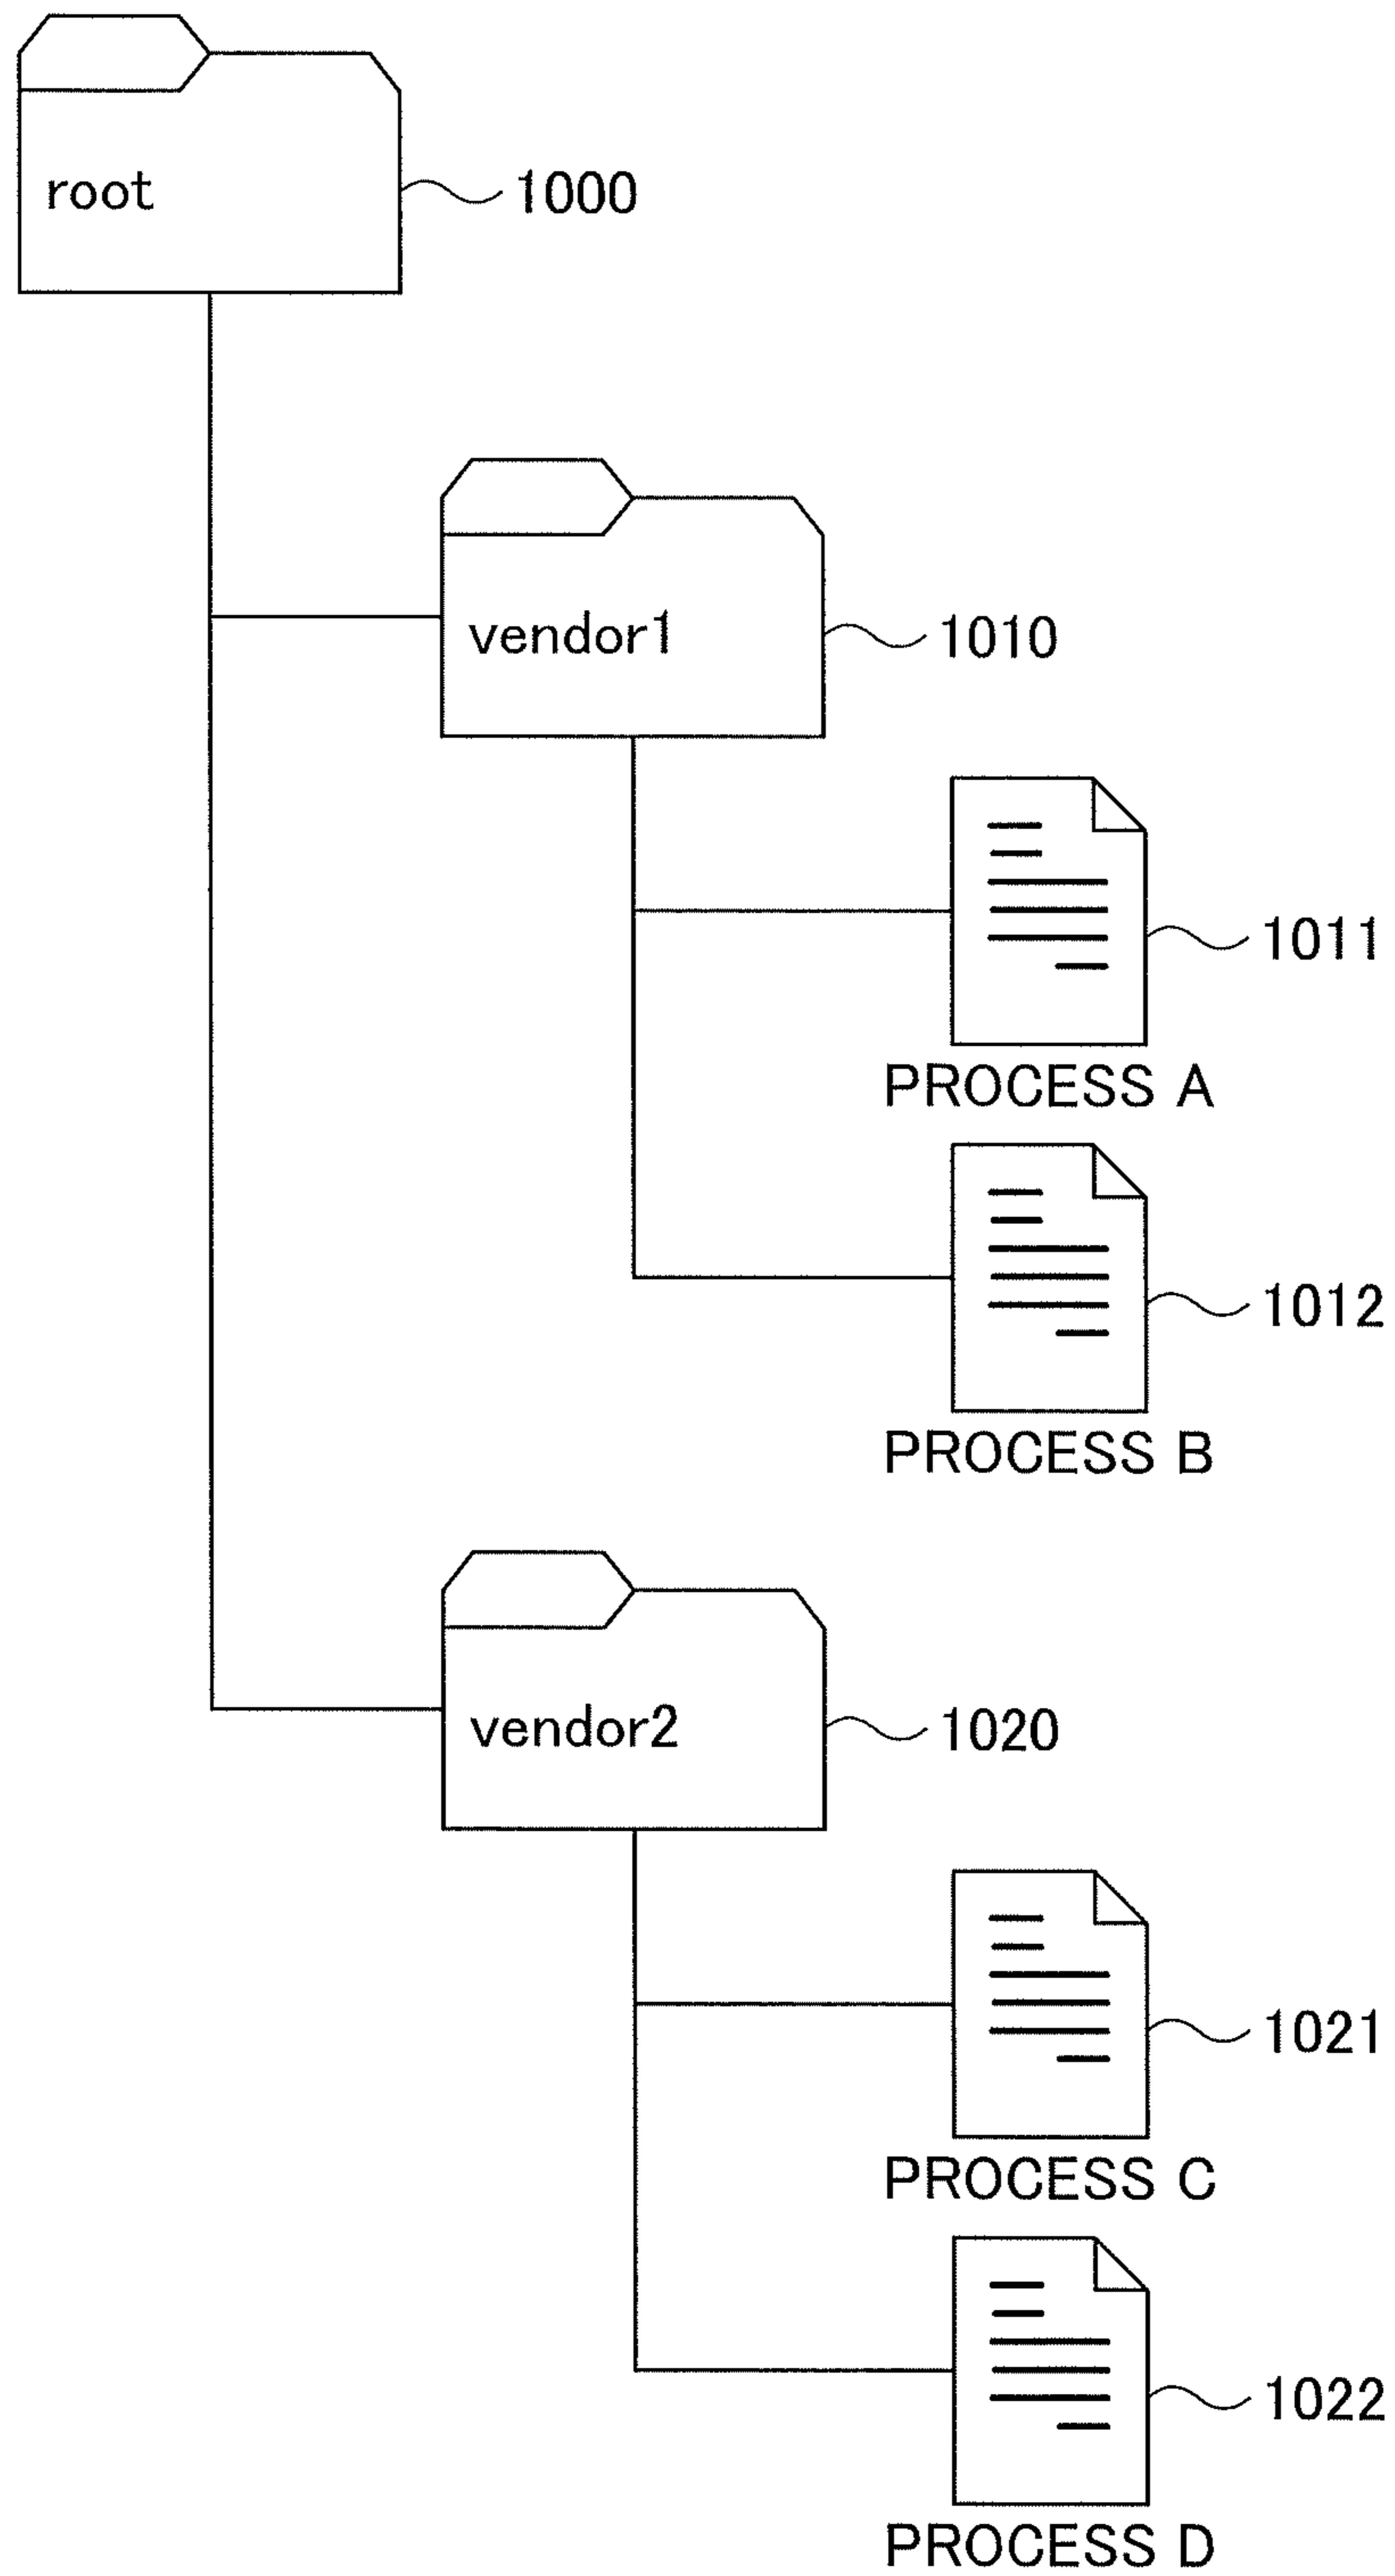 root 1000
vendor1 1010
1011
PROCESS A
1012
PROCESS B
vendor2 1020
1021
PROCESS C
1022
PROCESS D